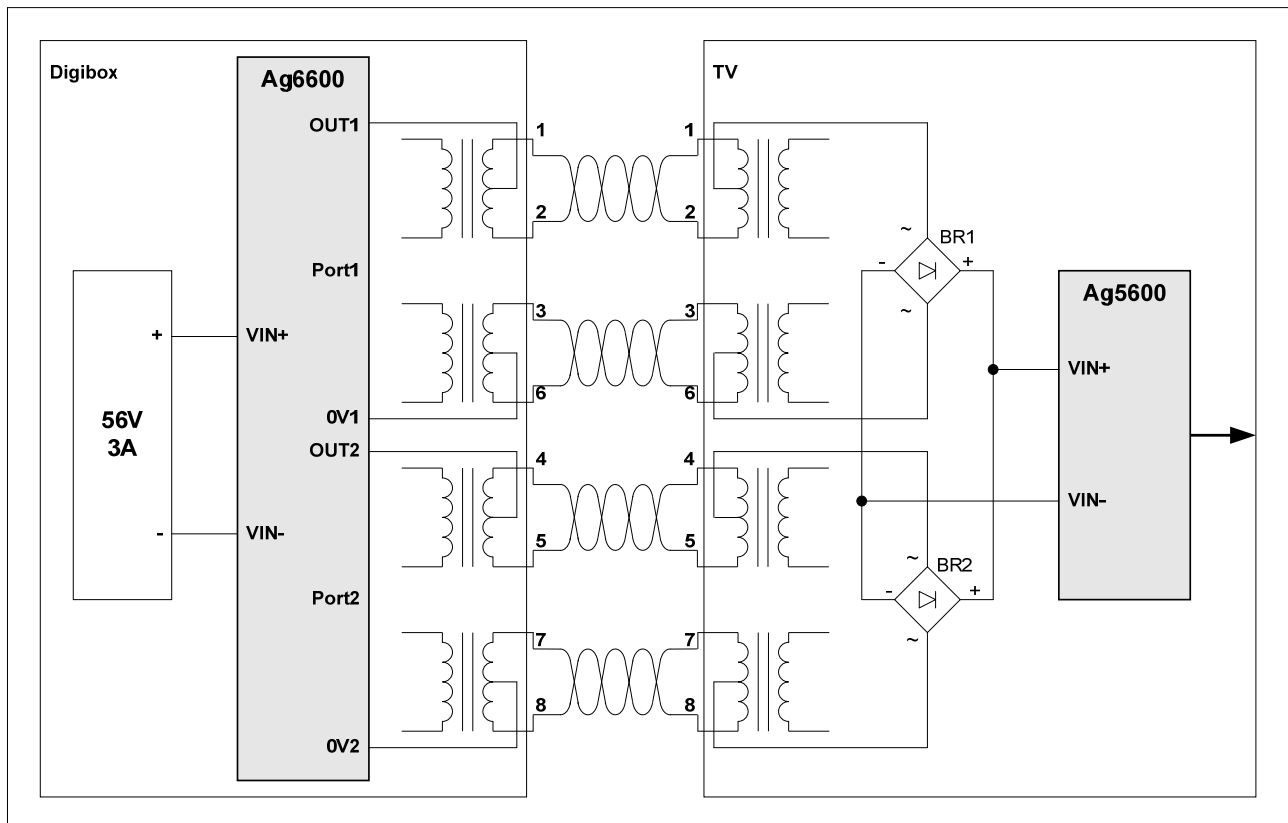 Digibox
Ag6600
OUT1
Port1
VIN+
0V1
OUT2
VIN-
Port2
0V2
+
56V
3A
-
1
2
3
6
4
5
7
8
TV
1
2
3
6
4
5
7
8
~
BR1
-
+
~
~
BR2
-
+
~
Ag5600
VIN+
VIN-